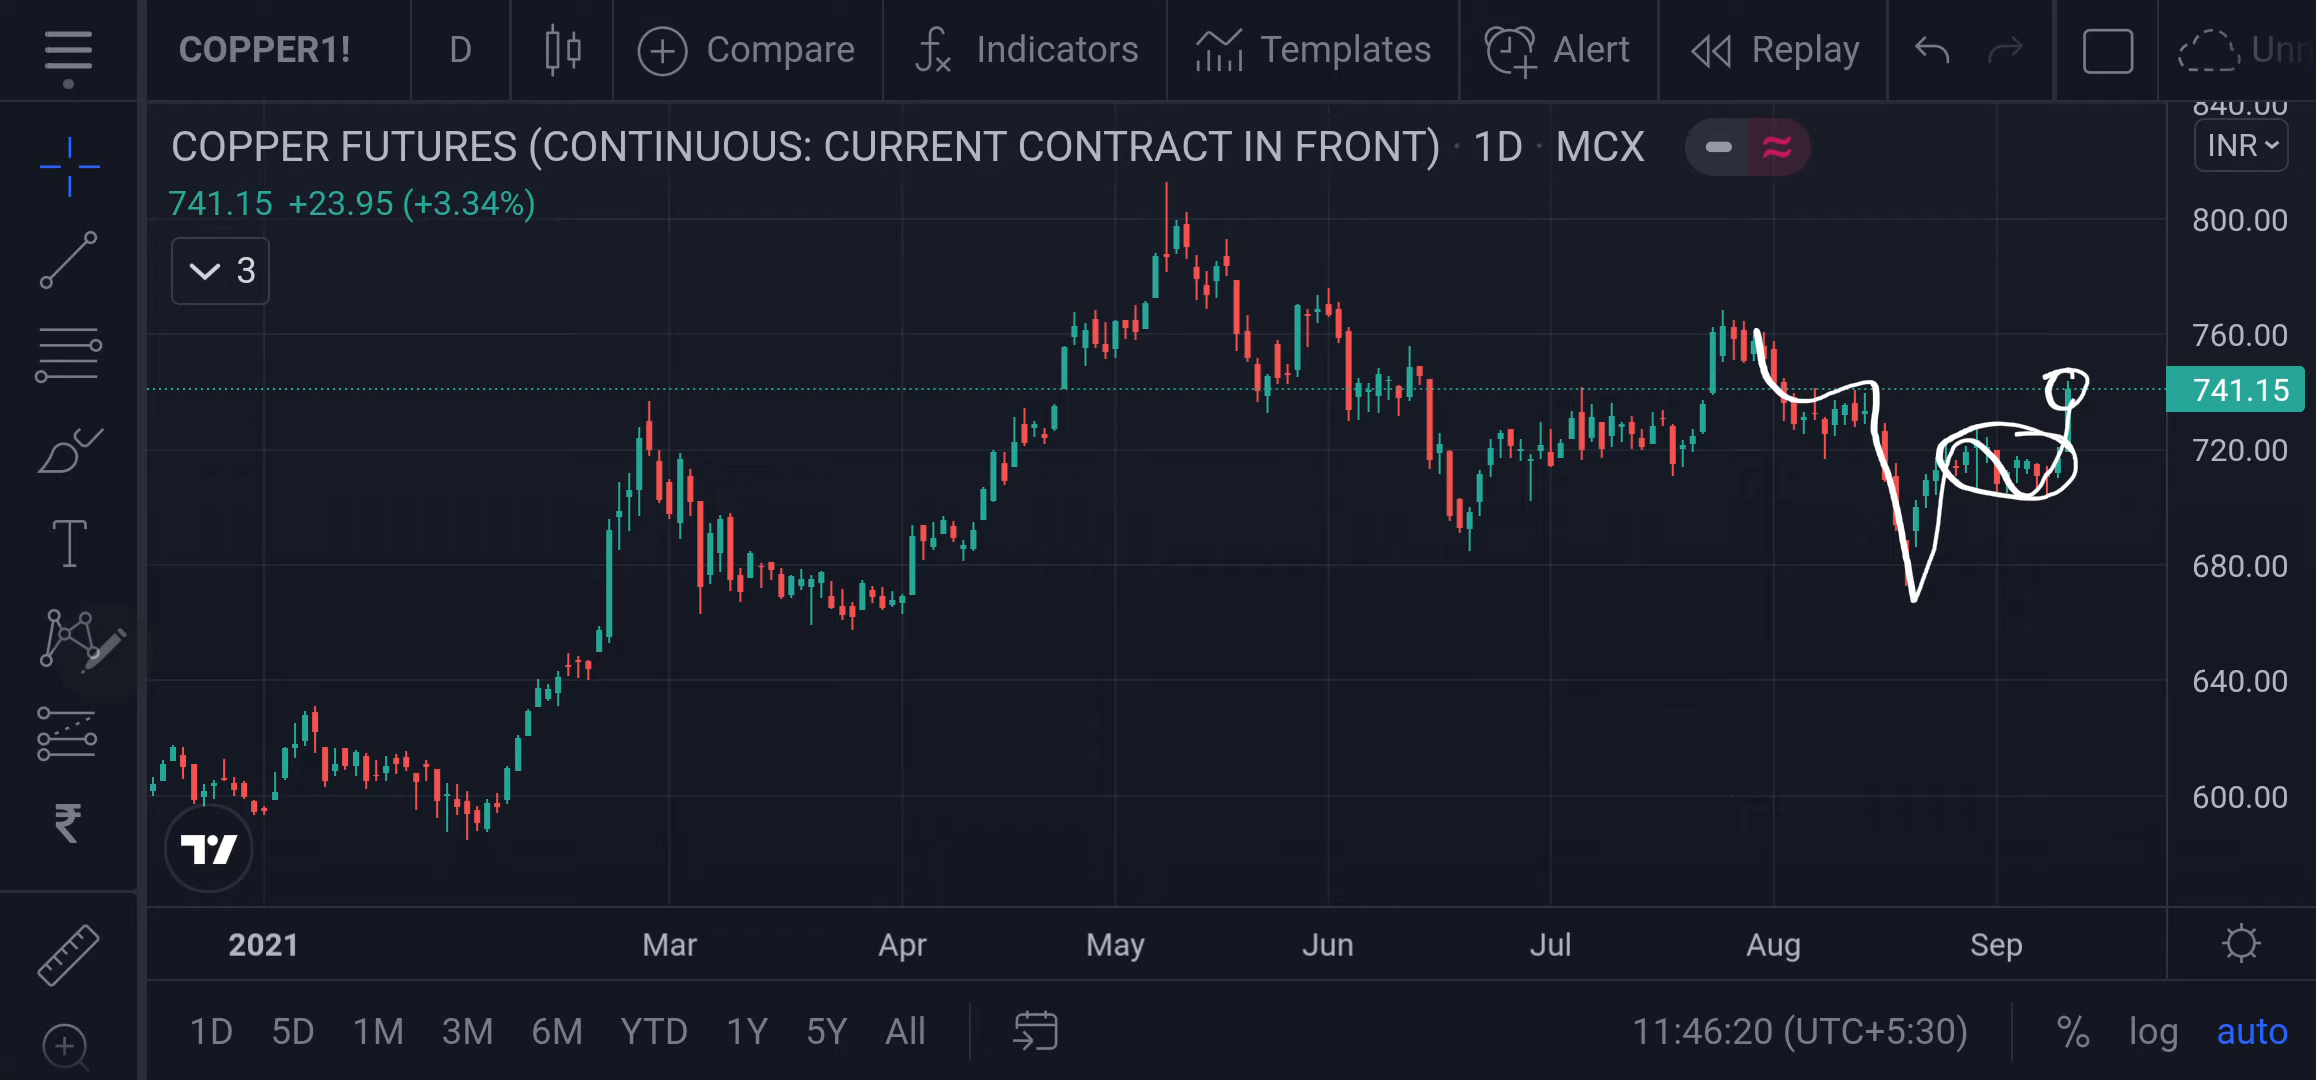 COPPER1! D Compare Indicators Templates Alert Replay
COPPER FUTURES (CONTINUOUS: CURRENT CONTRACT IN FRONT) · 1D · MCX
741.15 +23.95 (+3.34%)
3
840.00
INR
800.00
760.00
741.15
720.00
680.00
640.00
600.00
2021 Mar Apr May Jun Jul Aug Sep
1D 5D 1M 3M 6M YTD 1Y 5Y All 11:46:20 (UTC+5:30) % log auto